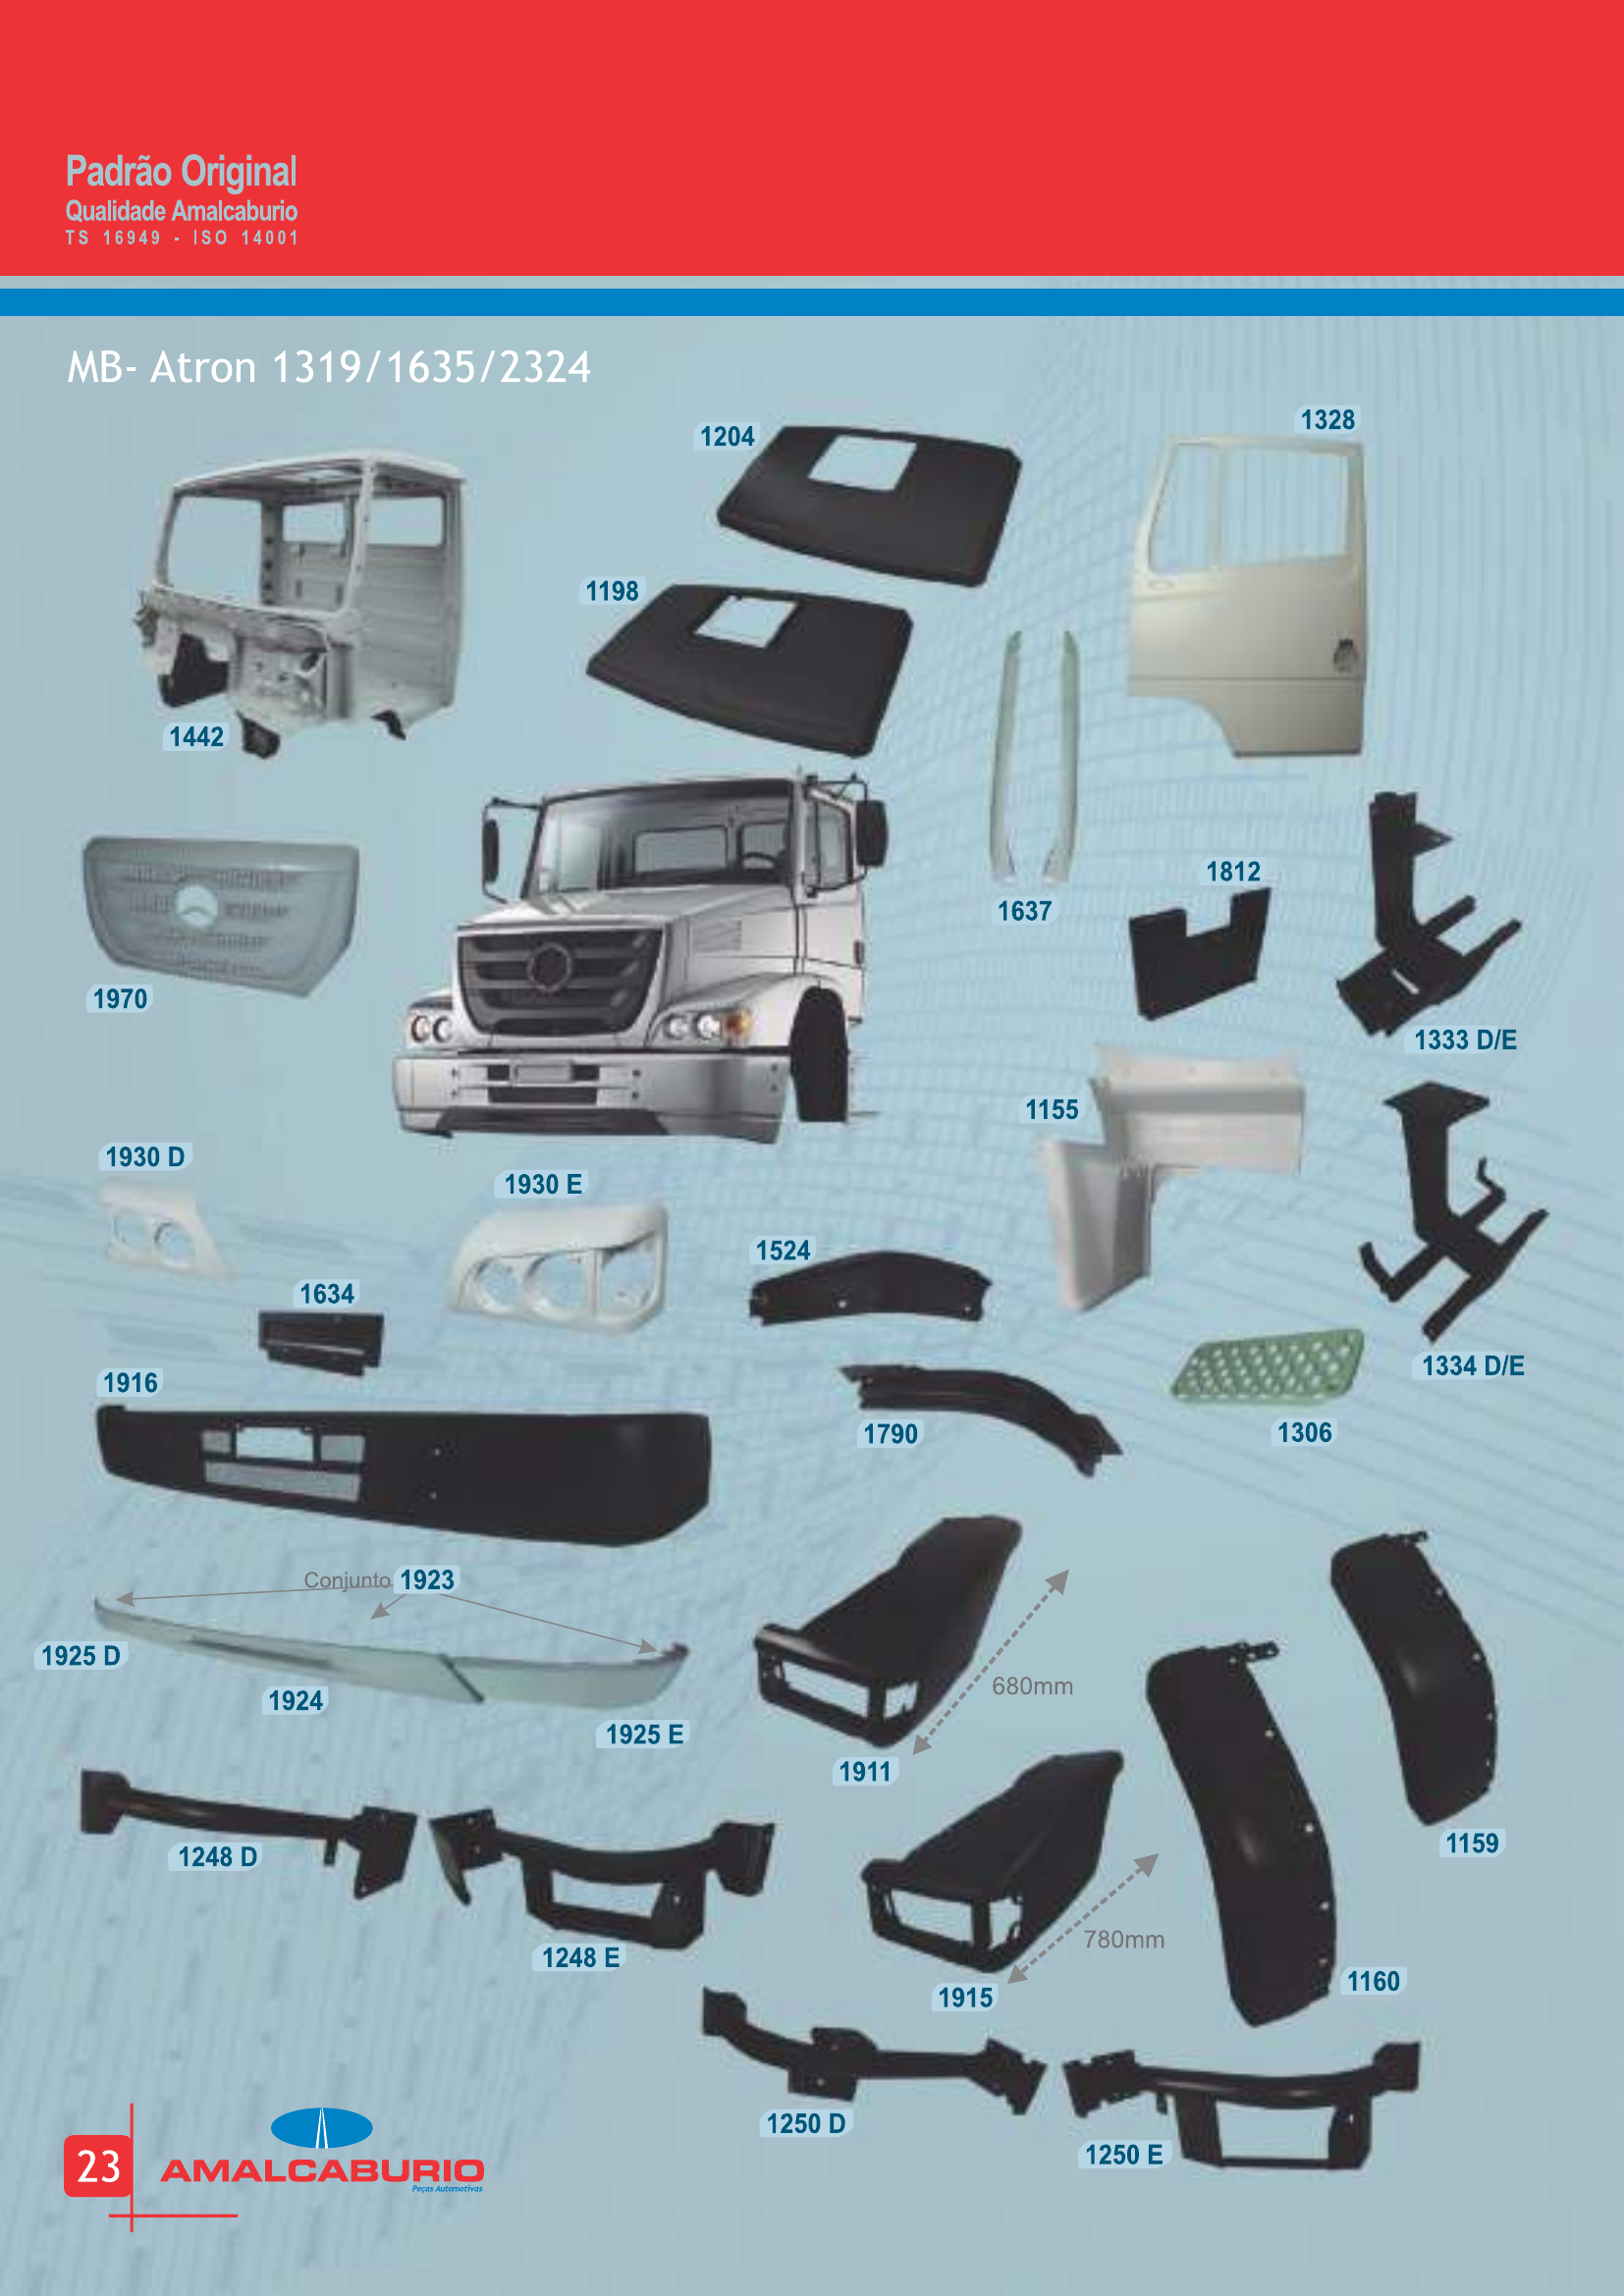 Padrão Original
Qualidade Amalcaburio
TS 16949 - ISO 14001
MB- Atron 1319/1635/2324
1204
1328
1198
1442
1637
1812
1970
1333 D/E
1155
1930 D
1930 E
1524
1634
1334 D/E
1916
1790
1306
Conjunto 1923
1925 D
680mm
1924
1925 E
1911
1159
1248 D
780mm
1248 E
1160
1915
1250 D
1250 E
23
AMALCABURIO
Peças Automotivas